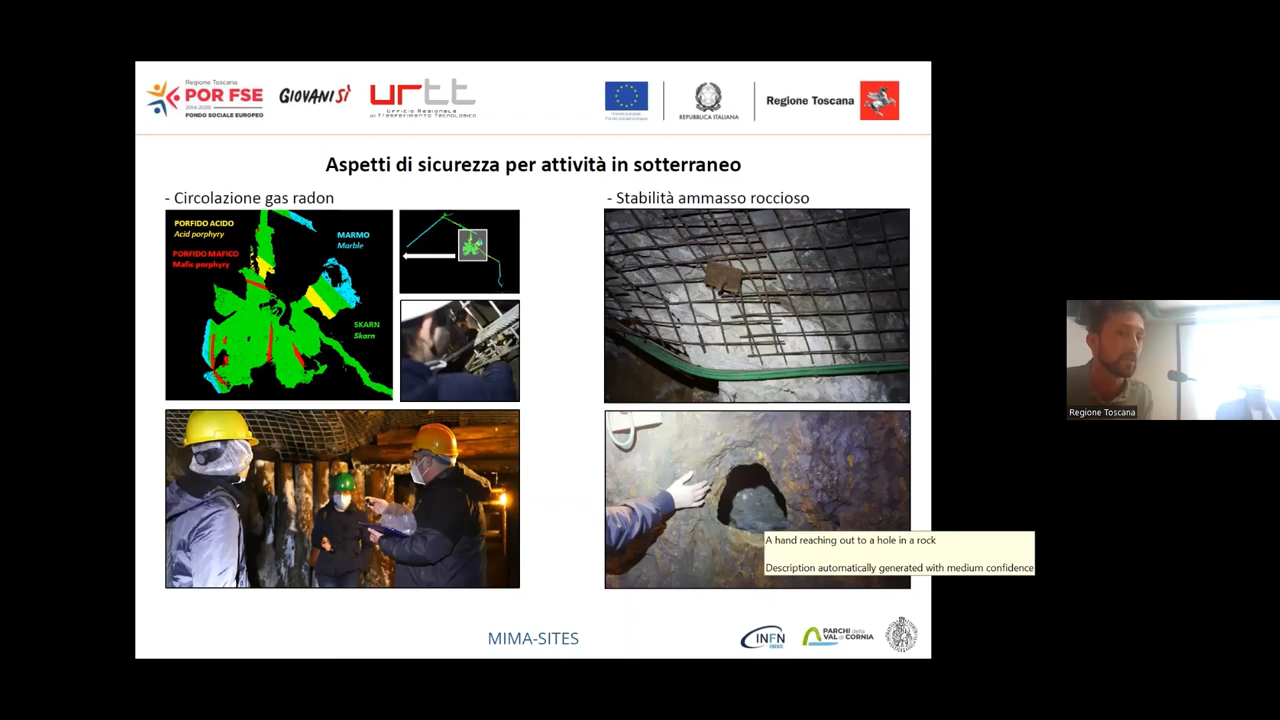 Regione Toscana
POR FSE
2014-2020
FONDO SOCIALE EUROPEO
GIOVANISÌ
urtt
Ufficio Regionale
di Trasferimento Tecnologico
Unione europea
Fondo sociale europeo
REPUBBLICA ITALIANA
Regione Toscana
Aspetti di sicurezza per attività in sotterraneo
- Circolazione gas radon
- Stabilità ammasso roccioso
PORFIDO ACIDO
Acid porphyry
PORFIDO MAFICO
Mafic porphyry
MARMO
Marble
SKARN
Skarn
A hand reaching out to a hole in a rock
Description automatically generated with medium confidence
Regione Toscana
MIMA-SITES
INFN
FIRENZE
PARCHI della
VAL di CORNIA